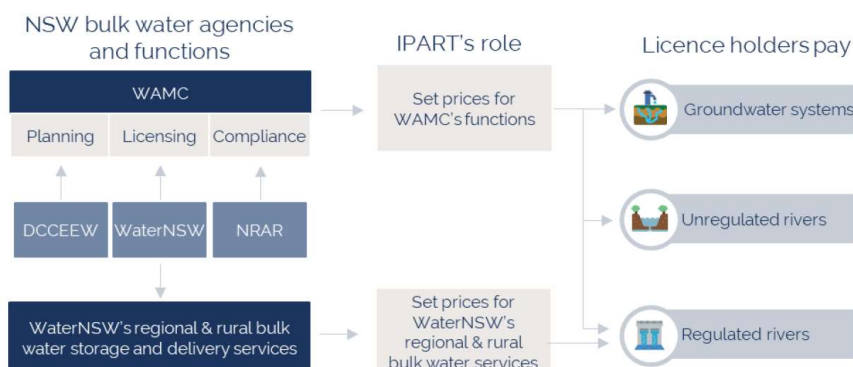 NSW bulk water agencies
and functions
IPART's role
Licence holders pay
WAMC
Planning
Licensing
Compliance
Set prices for
WAMC's functions
Groundwater systems
DCCEEW
WaterNSW
NRAR
Unregulated rivers
WaterNSW's regional & rural bulk
water storage and delivery services
Set prices for
WaterNSW's
regional & rural
bulk water services
Regulated rivers